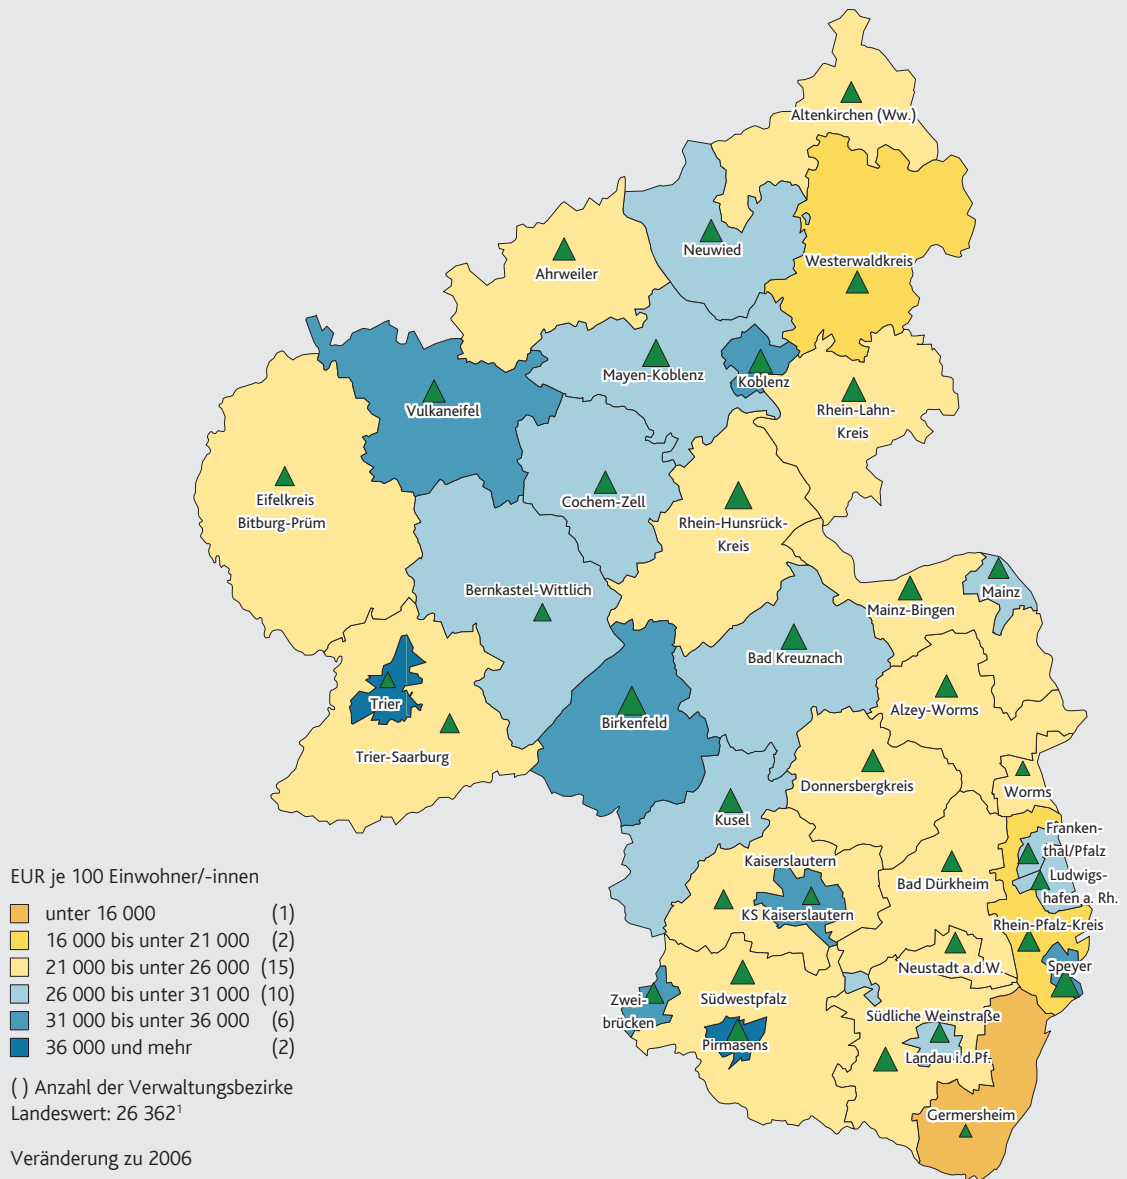 Altenkirchen (Ww.)
Neuwied
Westerwaldkreis
Ahrweiler
Mayen-Koblenz
Koblenz
Vulkaneifel
Rhein-Lahn-
Kreis
Eifelkreis
Bitburg-Prüm
Cochem-Zell
Rhein-Hunsrück-
Kreis
Bernkastel-Wittlich
Mainz
Mainz-Bingen
Bad Kreuznach
Trier
Birkenfeld
Alzey-Worms
Trier-Saarburg
Donnersbergkreis
Worms
Kusel
Franken-
thal/Pfalz
Kaiserslautern
Bad Dürkheim
Ludwigs-
hafen a. Rh.
KS Kaiserslautern
Rhein-Pfalz-Kreis
Neustadt a.d.W.
Speyer
Zwei-
brücken
Südwestpfalz
Südliche Weinstraße
Pirmasens
Landau i.d.Pf.
Germersheim
EUR je 100 Einwohner/-innen
unter 16 000 (1)
16 000 bis unter 21 000 (2)
21 000 bis unter 26 000 (15)
26 000 bis unter 31 000 (10)
31 000 bis unter 36 000 (6)
36 000 und mehr (2)
( ) Anzahl der Verwaltungsbezirke
Landeswert: 26 362¹
Veränderung zu 2006